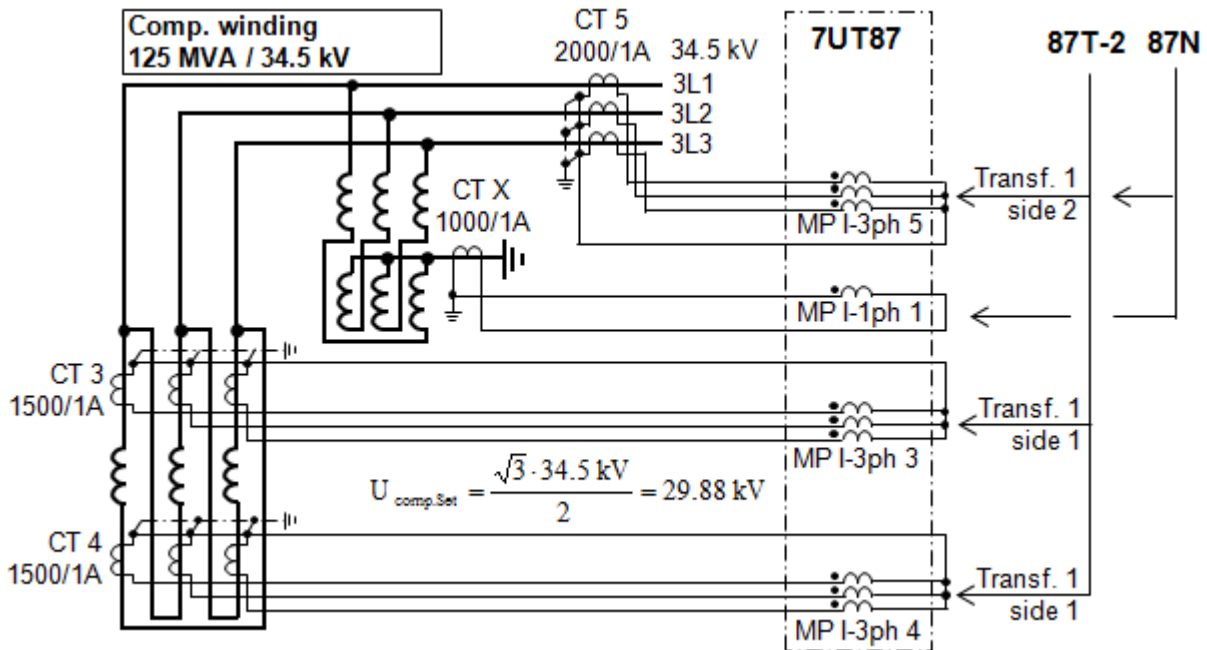 Comp. winding
125 MVA / 34.5 kV
CT 5
2000/1A
34.5 kV
3L1
3L2
3L3
7UT87
87T-2
87N
CT X
1000/1A
MP I-3ph 5
Transf. 1
side 2
MP I-1ph 1
CT 3
1500/1A
MP I-3ph 3
Transf. 1
side 1
U comp.Set = √3 · 34.5 kV / 2 = 29.88 kV
CT 4
1500/1A
MP I-3ph 4
Transf. 1
side 1